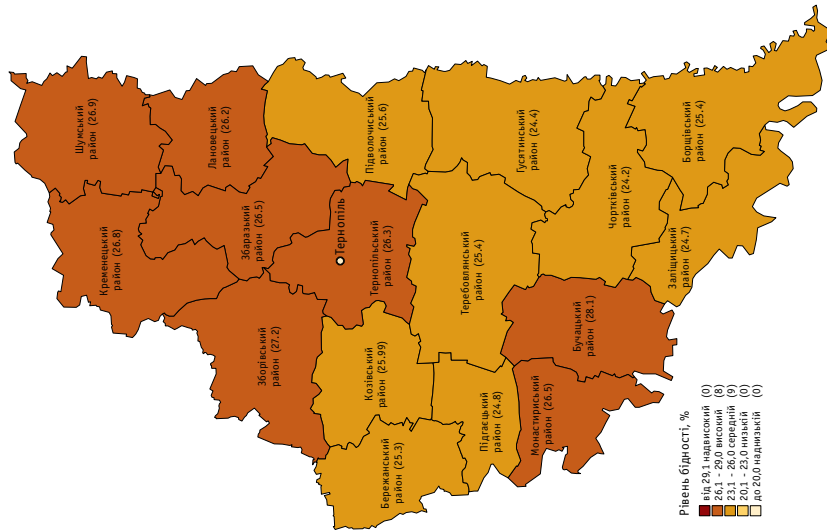 Шумський
район (26.9)
Лановецький
район (26.2)
Кременецький
район (26.8)
Збаразький
район (26.5)
Підволочиський
район (25.6)
Тернопіль
Тернопільський
район (26.3)
Зборівський
район (27.2)
Гусятинський
район (24.4)
Теребовлянський
район (25.4)
Козівський
район (25.99)
Бережанський
район (25.3)
Підгаєцький
район (24.8)
Чортківський
район (24.2)
Борщівський
район (25.4)
Заліщицький
район (24.7)
Бучацький
район (28.1)
Монастириський
район (26.5)
Рівень бідності, %
від 29,1 надвисокий (0)
26,1 - 29,0 високий (8)
23,1 - 26,0 середній (9)
20,1 - 23,0 низькій (0)
до 20,0 наднизькій (0)